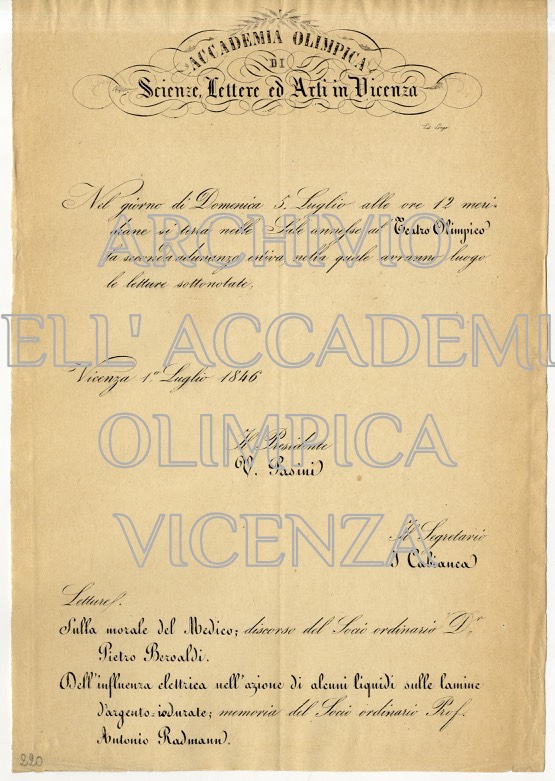 ACCADEMIA OLIMPICA
DI
Scienze, Lettere ed Arti in Vicenza
Nel giorno di Domenica 5. Luglio alle ore 12 meri-
diane si terrà nelle Sale annesse al Teatro Olimpico
la seconda adunanza estiva nella quale avranno luogo
le letture sottonotate.
Vicenza 1.º Luglio 1846
Il Presidente
V. Pasini
Il Segretario
J Cabianca
Letture.
Sulla morale del Medico; discorso del Socio ordinario D.r
Pietro Beroaldi.
Dell'influenza elettrica nell'azione di alcuni liquidi sulle lamine
d'argento-iodurate; memoria del Socio ordinario Prof.
Antonio Radmann.
220
ARCHIVIO
ELL' ACCADEMI
OLIMPICA
VICENZA